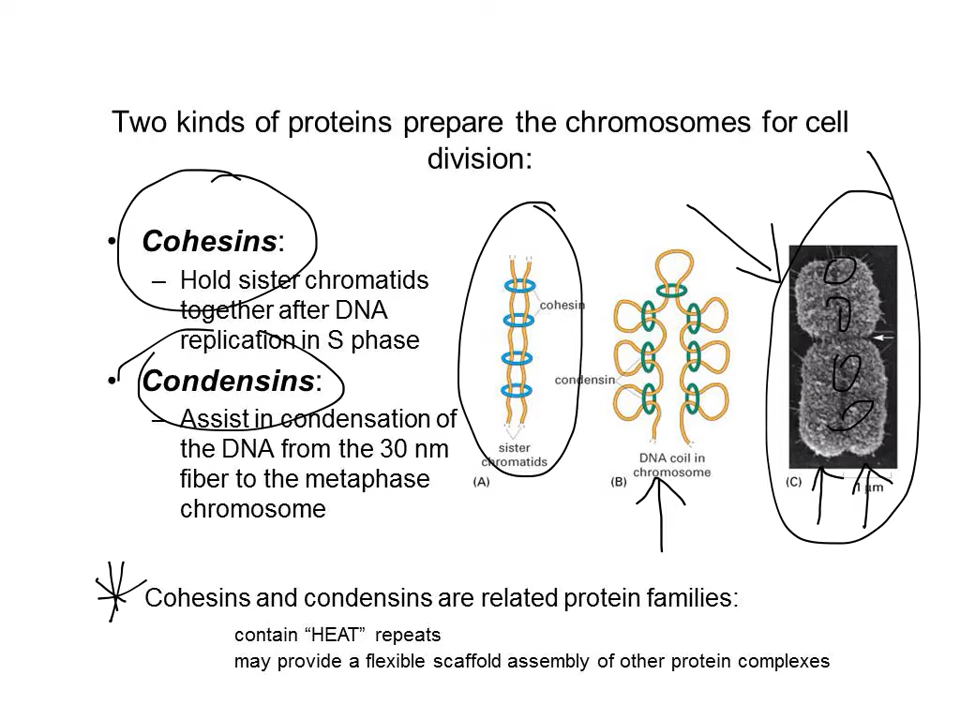 Two kinds of proteins prepare the chromosomes for cell
division:
• Cohesins:
– Hold sister chromatids
together after DNA
replication in S phase
• Condensins:
– Assist in condensation of
the DNA from the 30 nm
fiber to the metaphase
chromosome
cohesin
condensin
sister
chromatids
(A)
DNA coil in
chromosome
(B)
(C)
1 μm
Cohesins and condensins are related protein families:
contain “HEAT” repeats
may provide a flexible scaffold assembly of other protein complexes